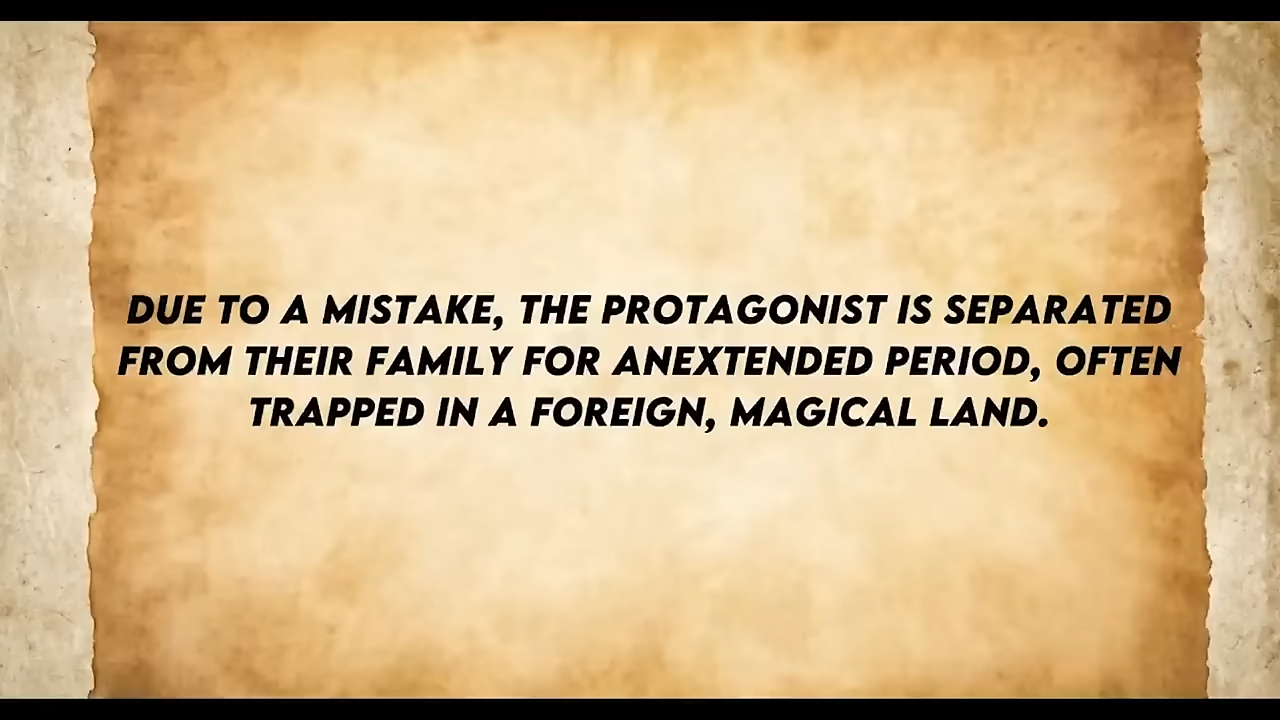 DUE TO A MISTAKE, THE PROTAGONIST IS SEPARATED
FROM THEIR FAMILY FOR ANEXTENDED PERIOD, OFTEN
TRAPPED IN A FOREIGN, MAGICAL LAND.